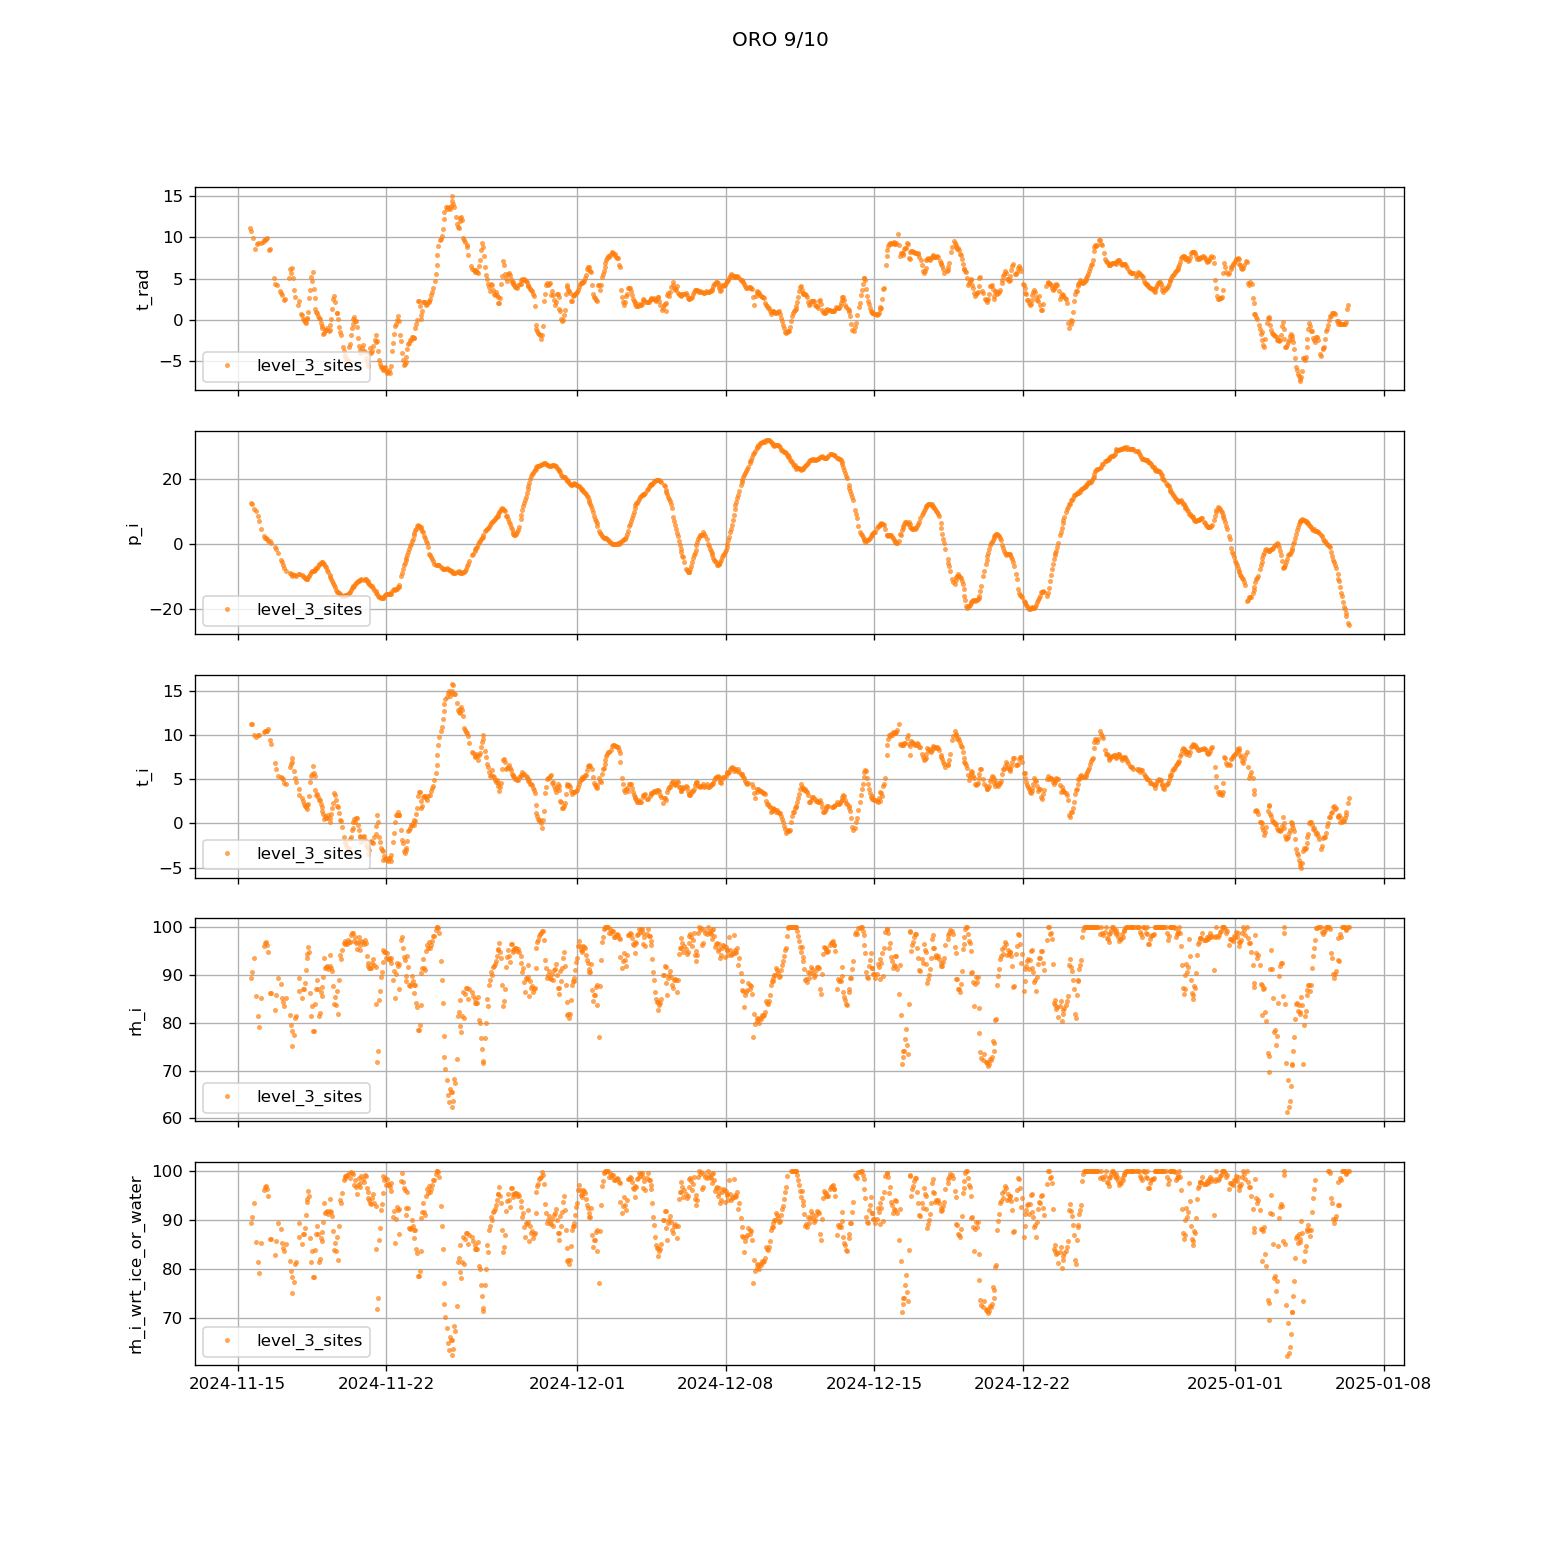 ORO 9/10
15
10
5
0
−5
t_rad
level_3_sites
20
0
−20
p_i
level_3_sites
15
10
5
0
−5
t_i
level_3_sites
100
90
80
70
60
rh_i
level_3_sites
100
90
80
70
rh_i_wrt_ice_or_water
level_3_sites
2024-11-15 2024-11-22 2024-12-01 2024-12-08 2024-12-15 2024-12-22 2025-01-01 2025-01-08